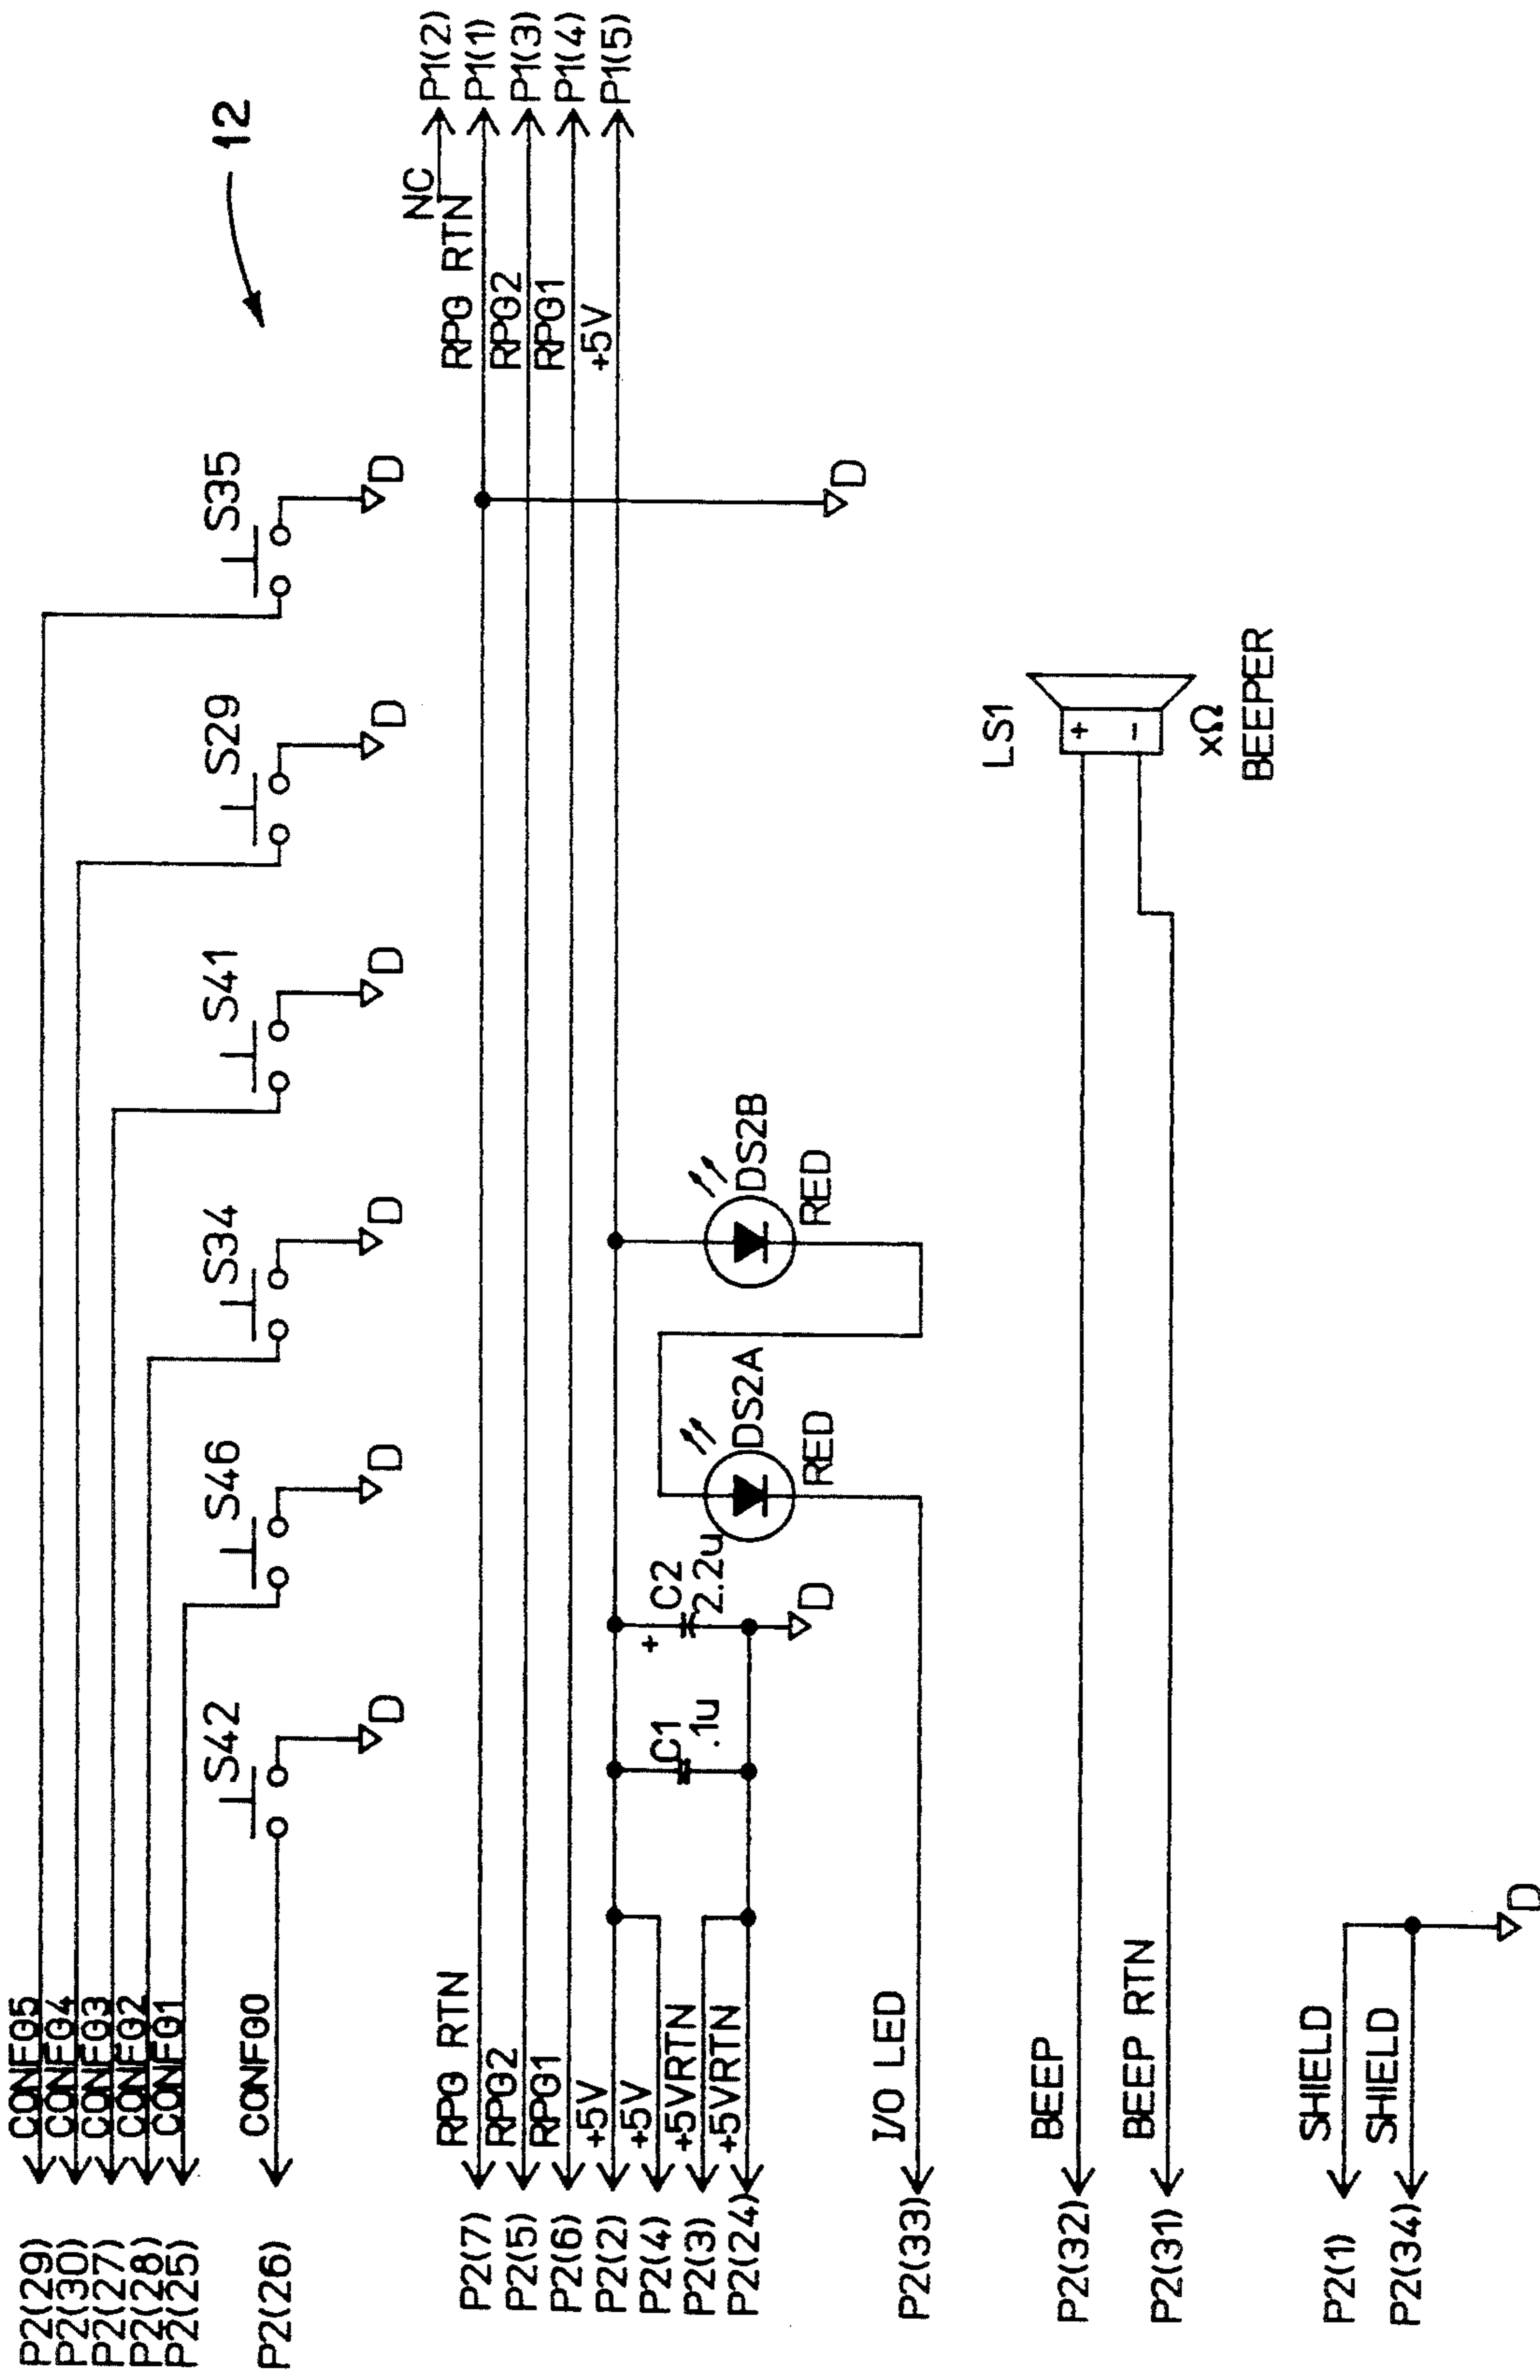 12
P2(29) CONFG5
P2(30) CONFG4
P2(27) CONFG3
P2(28) CONFG2
P2(25) CONFG1
P2(26) CONFG0
S42
D
S46
D
S34
D
S41
D
S29
D
S35
D
NC P1(2)
P2(7) RPG RTN
RPG RTN P1(1)
P2(5) RPG2
RPG2 P1(3)
P2(6) RPG1
RPG1 P1(4)
P2(2) +5V
+5V P1(5)
P2(4) +5V
P2(3) +5VRTN
P2(24) +5VRTN
C1
.1u
+
C2
2.2u
D
DS2A
RED
DS2B
RED
D
P2(33) I/O LED
P2(32) BEEP
P2(31) BEEP RTN
LS1
+
-
xΩ
BEEPER
P2(1) SHIELD
P2(34) SHIELD
D